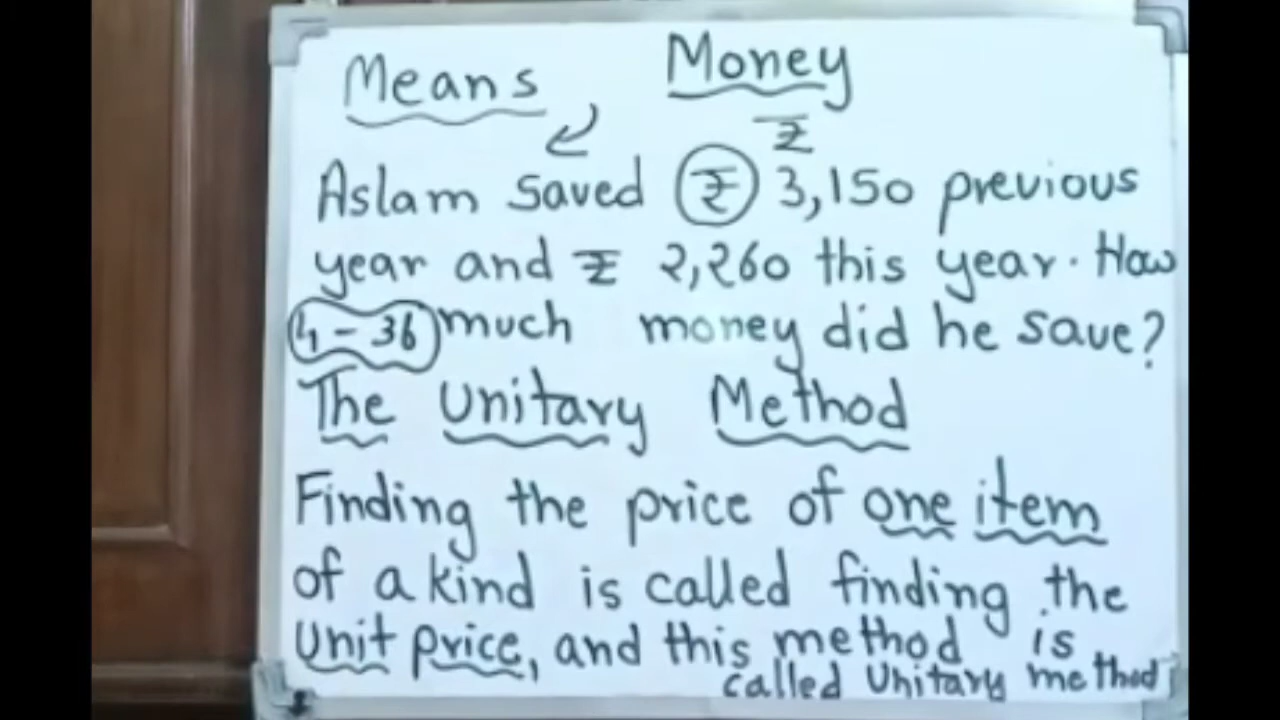 Means Money
₹
Aslam saved ₹ 3,150 previous
year and ₹ 2,260 this year. How
4-36 much money did he save?
The Unitary Method
Finding the price of one item
of a kind is called finding the
Unit price, and this method is
called Unitary method